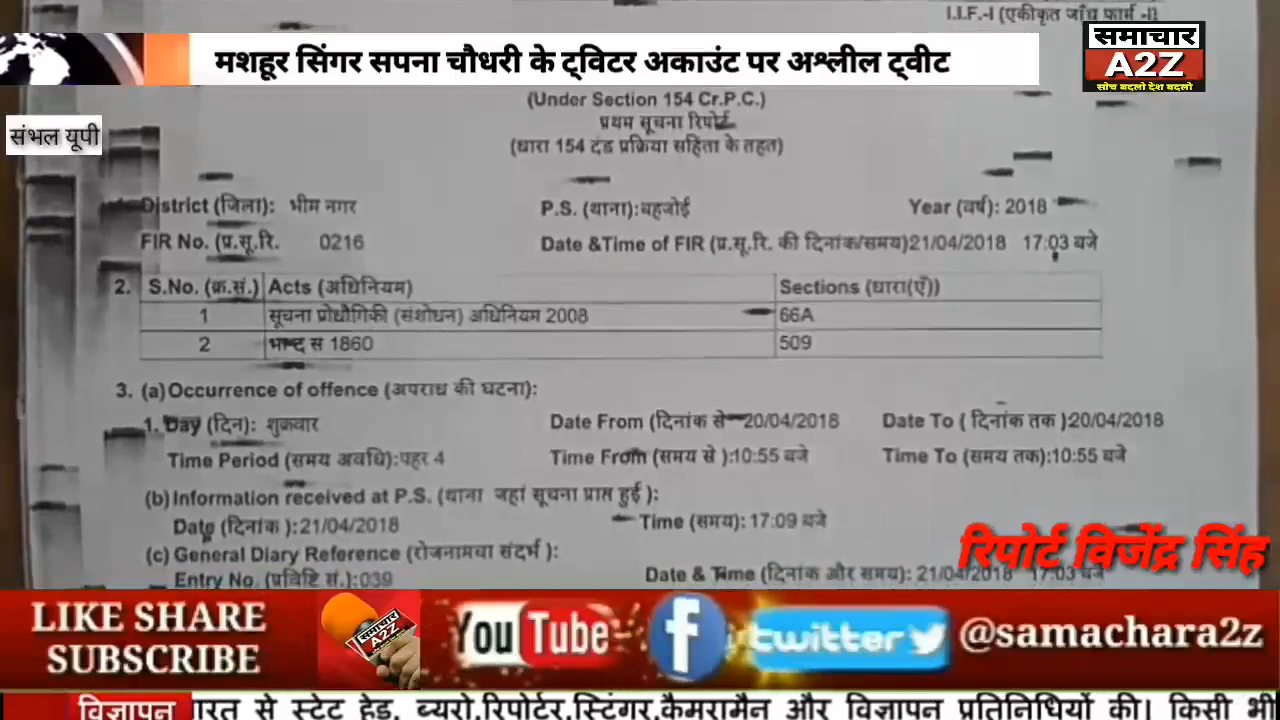 I.I.F.-I (एकीकृत जाँच फार्म -I)
मशहूर सिंगर सपना चौधरी के ट्विटर अकाउंट पर अश्लील ट्वीट
समाचार
A2Z
सोच बदलो देश बदलो
संभल यूपी
(Under Section 154 Cr.P.C.)
प्रथम सूचना रिपोर्ट
(धारा 154 दंड प्रक्रिया सहिता के तहत)
District (जिला): भीम नगर P.S. (थाना):बहजोई Year (वर्ष): 2018
FIR No. (प्र.सू.रि. 0216 Date &Time of FIR (प्र.सू.रि. की दिनांक/समय)21/04/2018 17:03 बजे
2. S.No. (क्र.सं.) Acts (अधिनियम) Sections (धारा(एँ))
1 सूचना प्रोद्यौगिकी (संशोधन) अधिनियम 2008 66A
2 स 1860 509
3. (a)Occurrence of offence (अपराध की घटना):
1. Day (दिन): शुक्रवार Date From (दिनांक से 20/04/2018 Date To ( दिनांक तक )20/04/2018
Time Period (समय अवधि):पहर 4 Time From (समय से ):10:55 बजे Time To (समय तक):10:55 बजे
(b)Information received at P.S. (थाना जहां सूचना प्राप्त हुई ):
Date (दिनांक ):21/04/2018 Time (समय): 17:09 बजे
(c) General Diary Reference (रोजनामचा संदर्भ ):
Entry No. (प्रविष्टि सं.):039 Date & Time (दिनांक और समय): 21/04/2018 17:03 बजे
रिपोर्ट विजेंद्र सिंह
LIKE SHARE
SUBSCRIBE
समाचार
A2Z
YouTube
f
twitter
@samachara2z
विज्ञापन रत से स्टेट हेड, ब्यरो,रिपोर्टर,स्टिंगर,कैमरामैन और विज्ञापन प्रतिनिधियों की। किसी भी